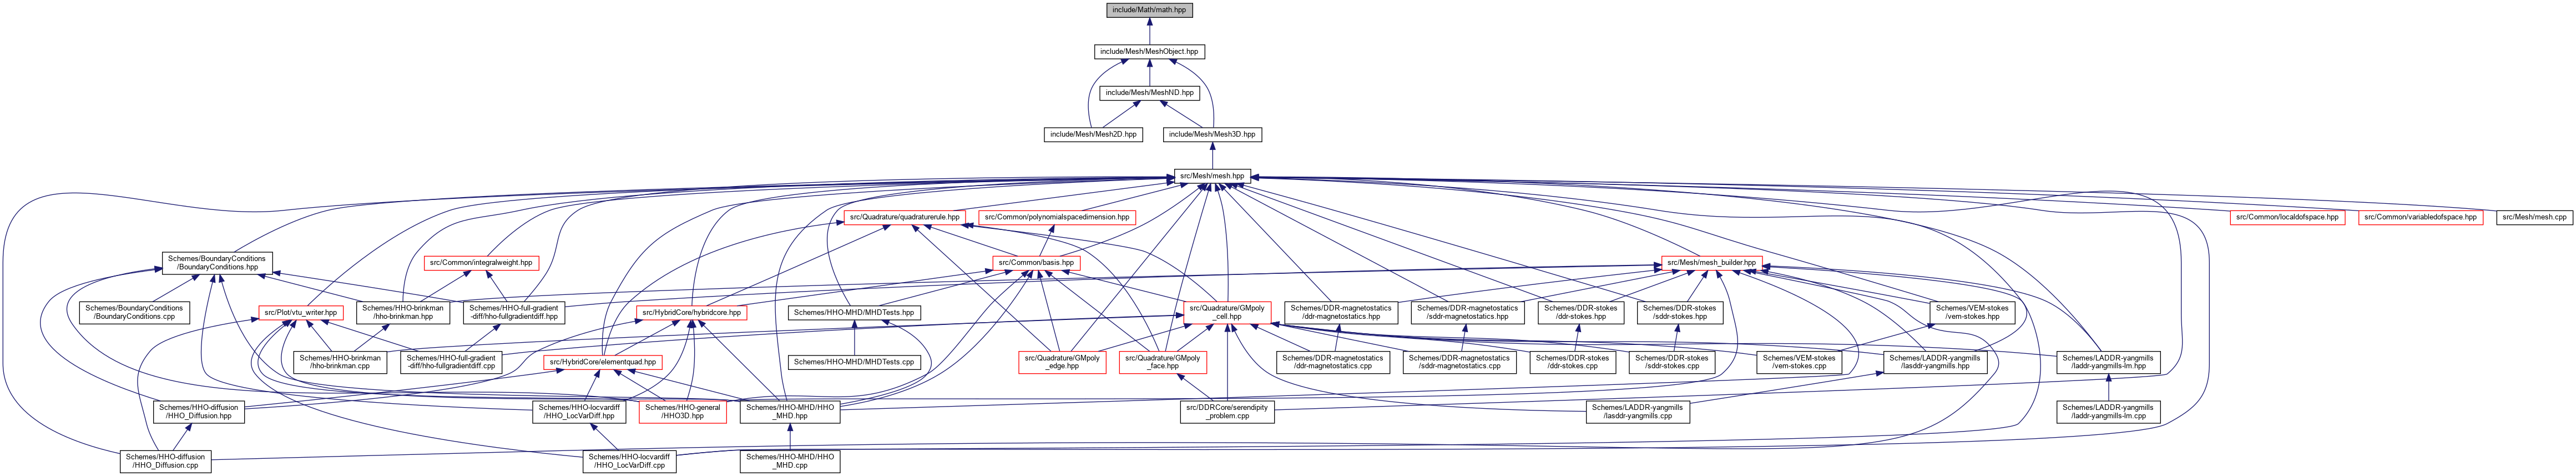 include/Math/math.hpp
include/Mesh/MeshObject.hpp
include/Mesh/MeshND.hpp
include/Mesh/Mesh2D.hpp
include/Mesh/Mesh3D.hpp
src/Mesh/mesh.hpp
src/Quadrature/quadraturerule.hpp
src/Common/polynomialspacedimension.hpp
src/Common/localdofspace.hpp
src/Common/variabledofspace.hpp
src/Mesh/mesh.cpp
Schemes/BoundaryConditions
/BoundaryConditions.hpp
src/Common/integralweight.hpp
src/Common/basis.hpp
src/Mesh/mesh_builder.hpp
Schemes/BoundaryConditions
/BoundaryConditions.cpp
src/Plot/vtu_writer.hpp
Schemes/HHO-brinkman
/hho-brinkman.hpp
Schemes/HHO-full-gradient
-diff/hho-fullgradientdiff.hpp
src/HybridCore/hybridcore.hpp
Schemes/HHO-MHD/MHDTests.hpp
src/Quadrature/GMpoly
_cell.hpp
Schemes/DDR-magnetostatics
/ddr-magnetostatics.hpp
Schemes/DDR-magnetostatics
/sddr-magnetostatics.hpp
Schemes/DDR-stokes
/ddr-stokes.hpp
Schemes/DDR-stokes
/sddr-stokes.hpp
Schemes/VEM-stokes
/vem-stokes.hpp
Schemes/HHO-brinkman
/hho-brinkman.cpp
Schemes/HHO-full-gradient
-diff/hho-fullgradientdiff.cpp
src/HybridCore/elementquad.hpp
Schemes/HHO-MHD/MHDTests.cpp
src/Quadrature/GMpoly
_edge.hpp
src/Quadrature/GMpoly
_face.hpp
Schemes/DDR-magnetostatics
/ddr-magnetostatics.cpp
Schemes/DDR-magnetostatics
/sddr-magnetostatics.cpp
Schemes/DDR-stokes
/ddr-stokes.cpp
Schemes/DDR-stokes
/sddr-stokes.cpp
Schemes/VEM-stokes
/vem-stokes.cpp
Schemes/LADDR-yangmills
/lasddr-yangmills.hpp
Schemes/LADDR-yangmills
/laddr-yangmills-lm.hpp
Schemes/HHO-diffusion
/HHO_Diffusion.hpp
Schemes/HHO-locvardiff
/HHO_LocVarDiff.hpp
Schemes/HHO-general
/HHO3D.hpp
Schemes/HHO-MHD/HHO
_MHD.hpp
src/DDRCore/serendipity
_problem.cpp
Schemes/LADDR-yangmills
/lasddr-yangmills.cpp
Schemes/LADDR-yangmills
/laddr-yangmills-lm.cpp
Schemes/HHO-diffusion
/HHO_Diffusion.cpp
Schemes/HHO-locvardiff
/HHO_LocVarDiff.cpp
Schemes/HHO-MHD/HHO
_MHD.cpp